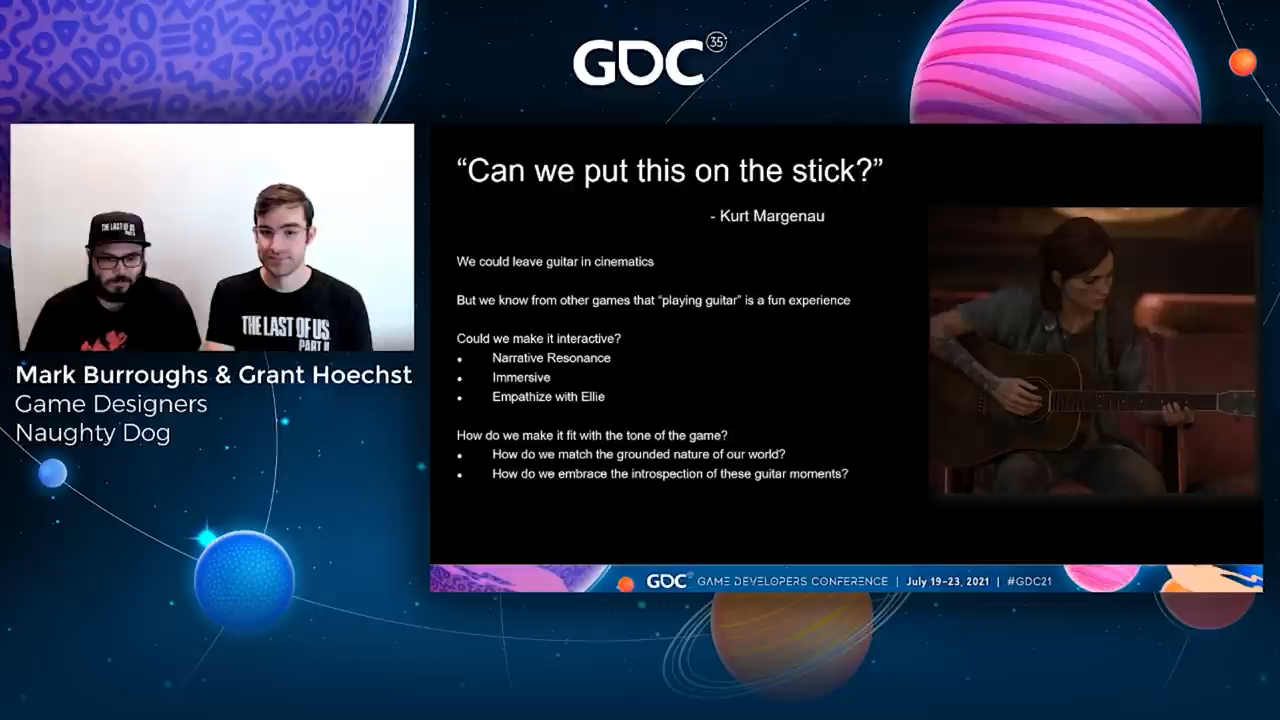 GDC 35
"Can we put this on the stick?"
- Kurt Margenau
We could leave guitar in cinematics
But we know from other games that "playing guitar" is a fun experience
Could we make it interactive?
• Narrative Resonance
• Immersive
• Empathize with Ellie
How do we make it fit with the tone of the game?
• How do we match the grounded nature of our world?
• How do we embrace the introspection of these guitar moments?
THE LAST OF US
THE LAST OF US
PART II
Mark Burroughs & Grant Hoechst
Game Designers
Naughty Dog
GDC GAME DEVELOPERS CONFERENCE | July 19-23, 2021 | #GDC21